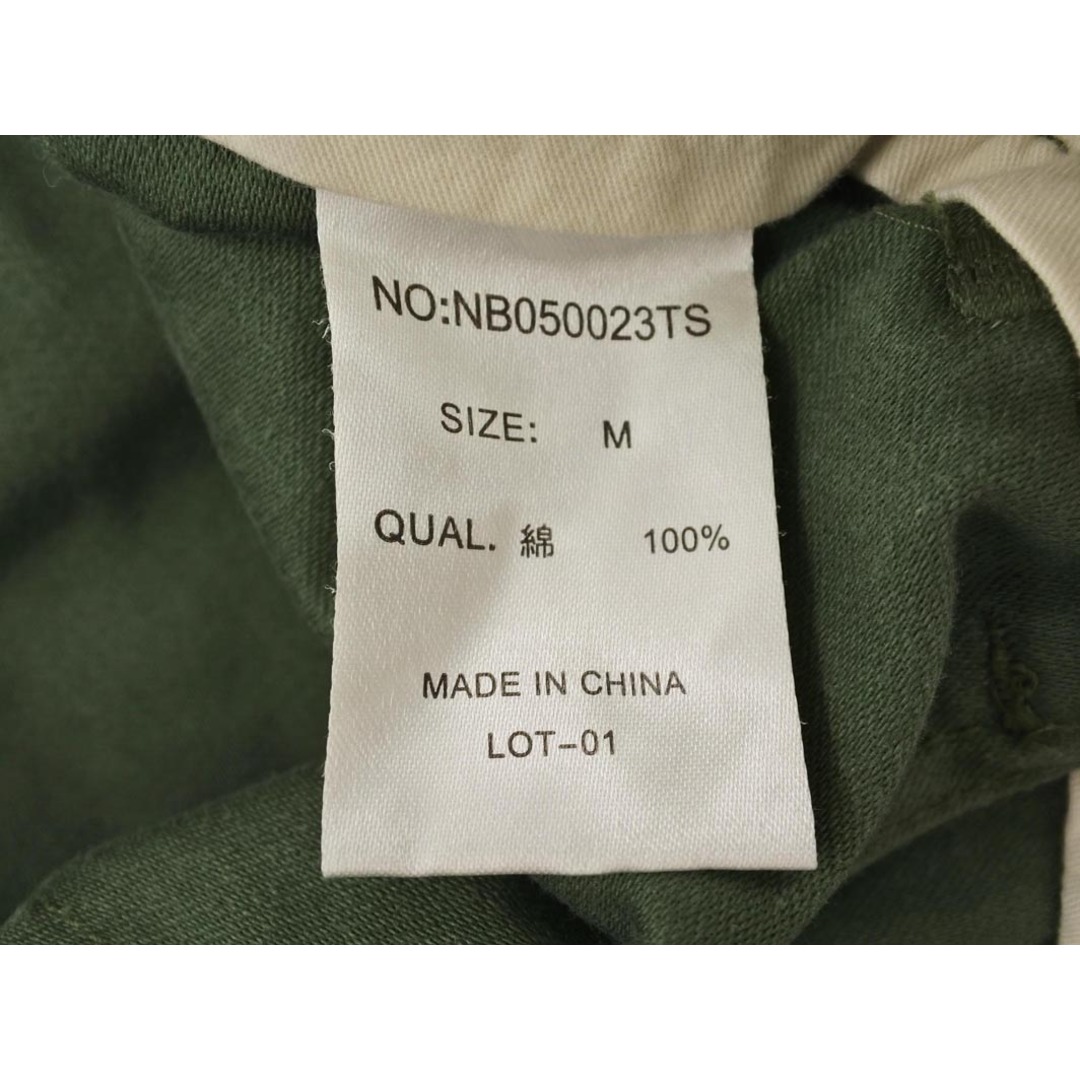 NO:NB050023TS
SIZE: M
QUAL. 綿 100%
MADE IN CHINA
LOT-01